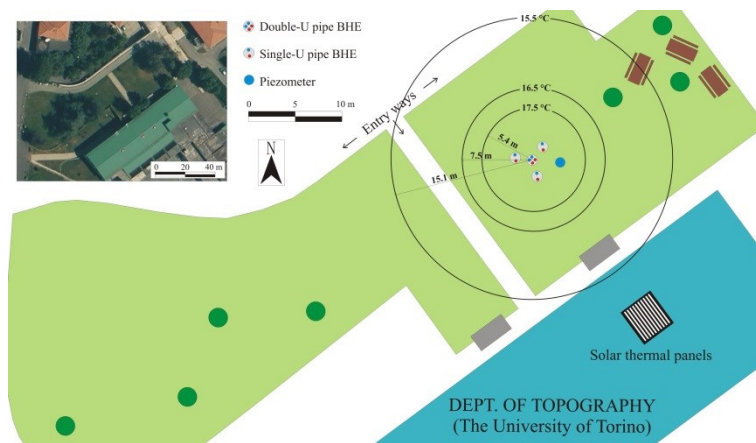 Double-U pipe BHE
Single-U pipe BHE
Piezometer
0 5 10 m
N
0 20 40 m
Entry ways
15.5 °C
16.5 °C
17.5 °C
5.4 m
7.5 m
15.1 m
Solar thermal panels
DEPT. OF TOPOGRAPHY
(The University of Torino)